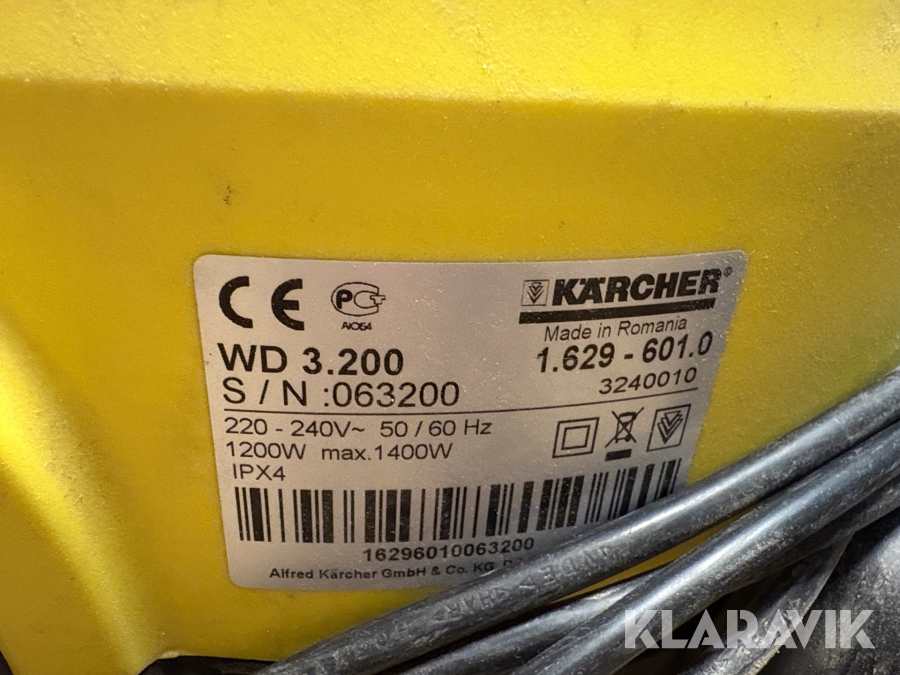 CE
PC
AЮ64
KÄRCHER®
Made in Romania
WD 3.200
1.629 - 601.0
S / N :063200
3240010
220 - 240V~ 50 / 60 Hz
1200W max.1400W
IPX4
16296010063200
Alfred Kärcher GmbH & Co. KG
KLARAVIK